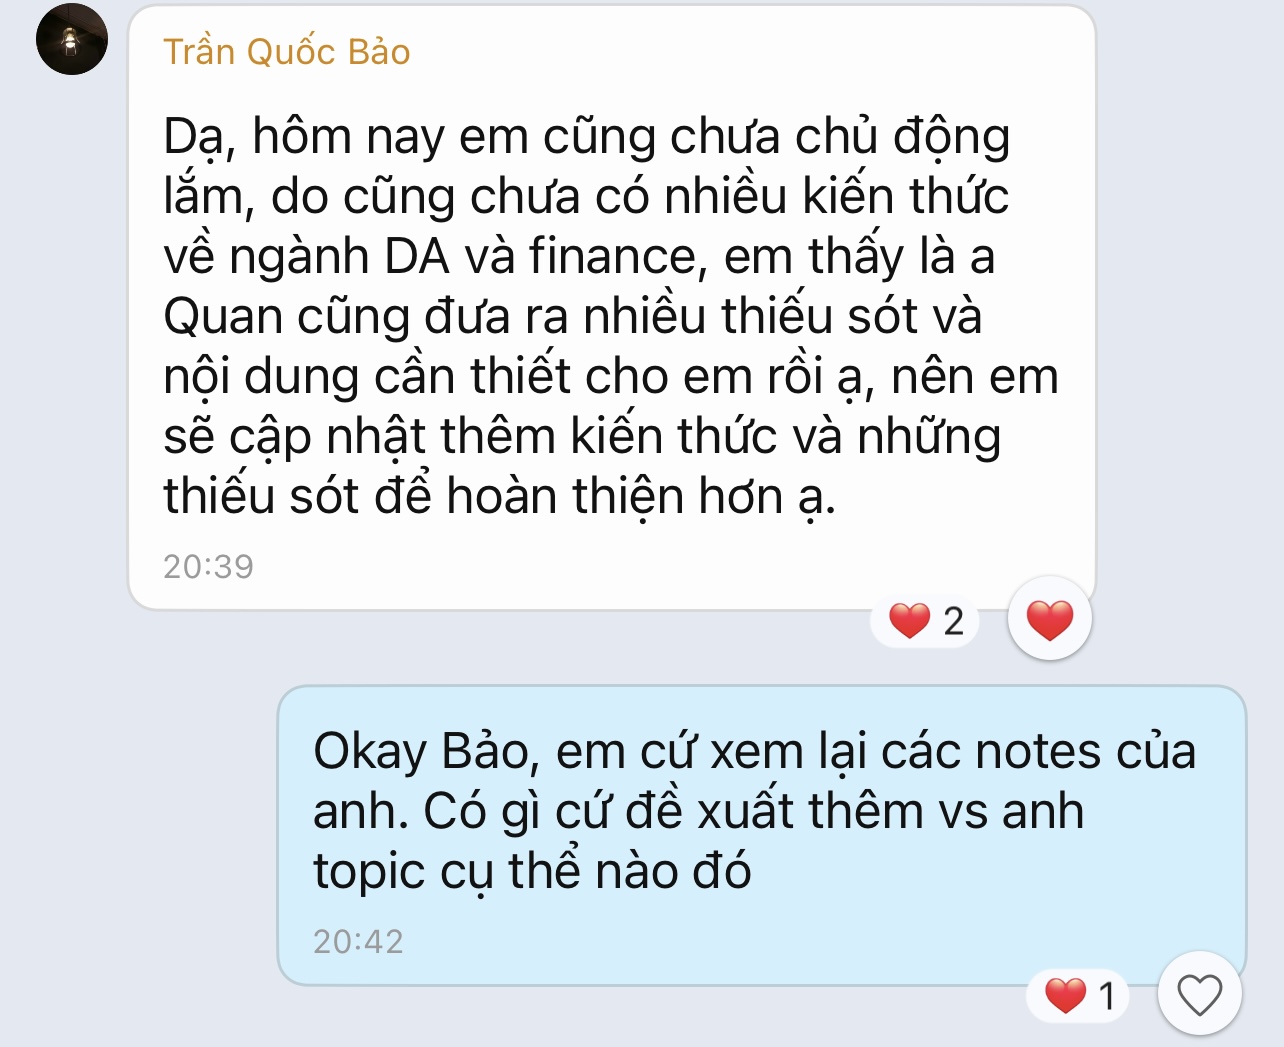 Trần Quốc Bảo
Dạ, hôm nay em cũng chưa chủ động
lắm, do cũng chưa có nhiều kiến thức
về ngành DA và finance, em thấy là a
Quan cũng đưa ra nhiều thiếu sót và
nội dung cần thiết cho em rồi ạ, nên em
sẽ cập nhật thêm kiến thức và những
thiếu sót để hoàn thiện hơn ạ.
20:39
2
Okay Bảo, em cứ xem lại các notes của
anh. Có gì cứ đề xuất thêm vs anh
topic cụ thể nào đó
20:42
1